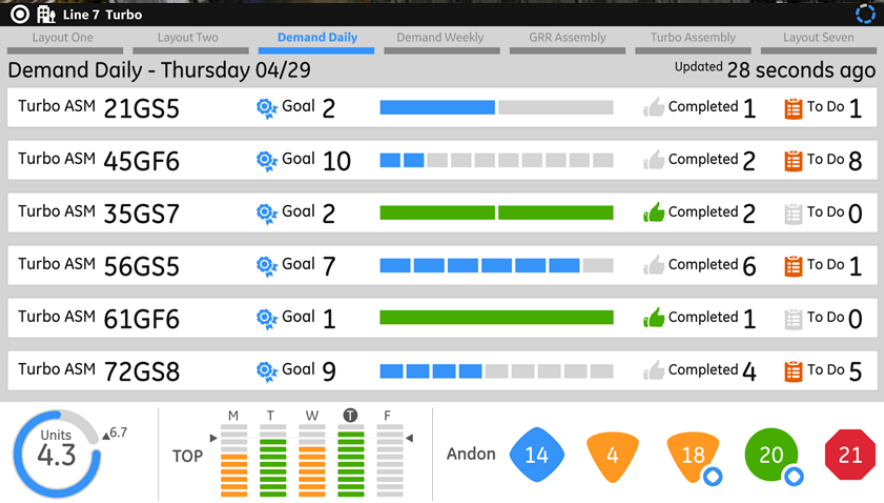 Line 7 Turbo
Layout One Layout Two Demand Daily Demand Weekly GRR Assembly Turbo Assembly Layout Seven
Demand Daily - Thursday 04/29 Updated 28 seconds ago
Turbo ASM 21GS5 Goal 2 Completed 1 To Do 1
Turbo ASM 45GF6 Goal 10 Completed 2 To Do 8
Turbo ASM 35GS7 Goal 2 Completed 2 To Do 0
Turbo ASM 56GS5 Goal 7 Completed 6 To Do 1
Turbo ASM 61GF6 Goal 1 Completed 1 To Do 0
Turbo ASM 72GS8 Goal 9 Completed 4 To Do 5
M T W T F
Units 4.3 ▲6.7
TOP
Andon 14 4 18 20 21